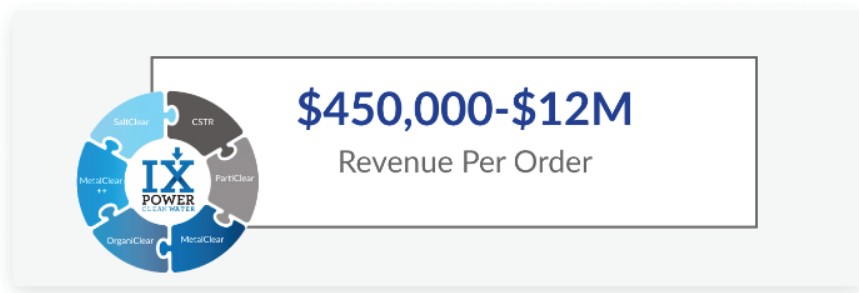 $450,000-$12M
Revenue Per Order
SaltClear
CSTR
MetalClear
++
PartiClear
OrganiClear
MetalClear
IX
POWER
CLEAN WATER